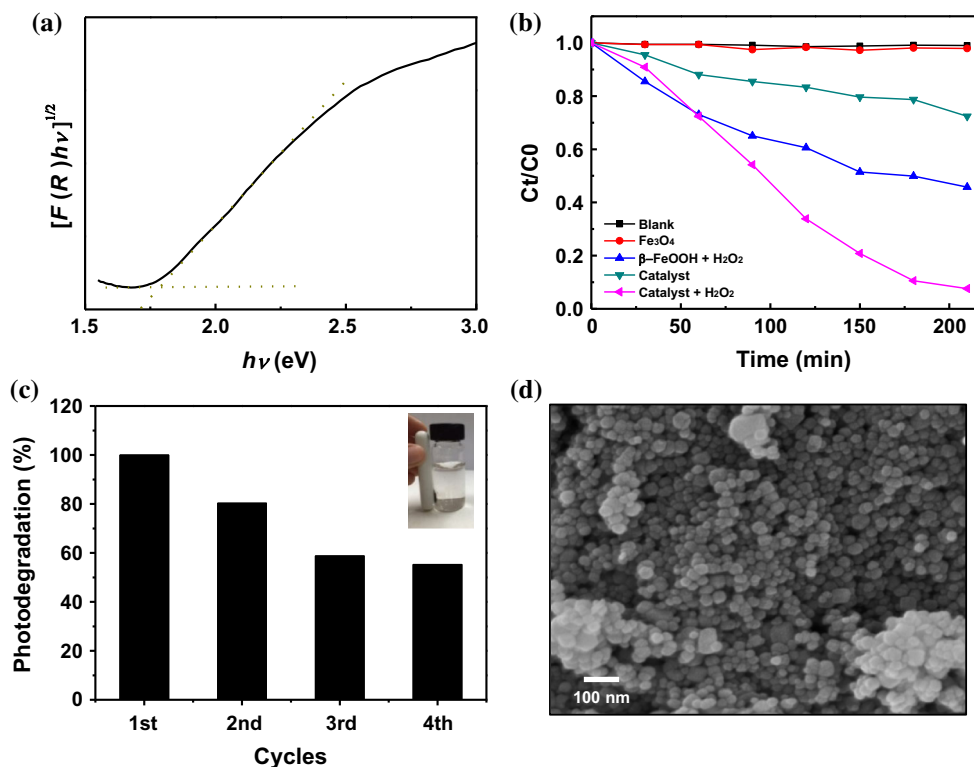 (a)
[F (R )hν]1/2
1.5 2.0 2.5 3.0
hν (eV)
(b)
Ct/C0
1.0
0.8
0.6
0.4
0.2
0.0
Blank
Fe3O4
β–FeOOH + H2O2
Catalyst
Catalyst + H2O2
0 50 100 150 200
Time (min)
(c)
Photodegradation (%)
120
100
80
60
40
20
0
1st 2nd 3rd 4th
Cycles
(d)
100 nm